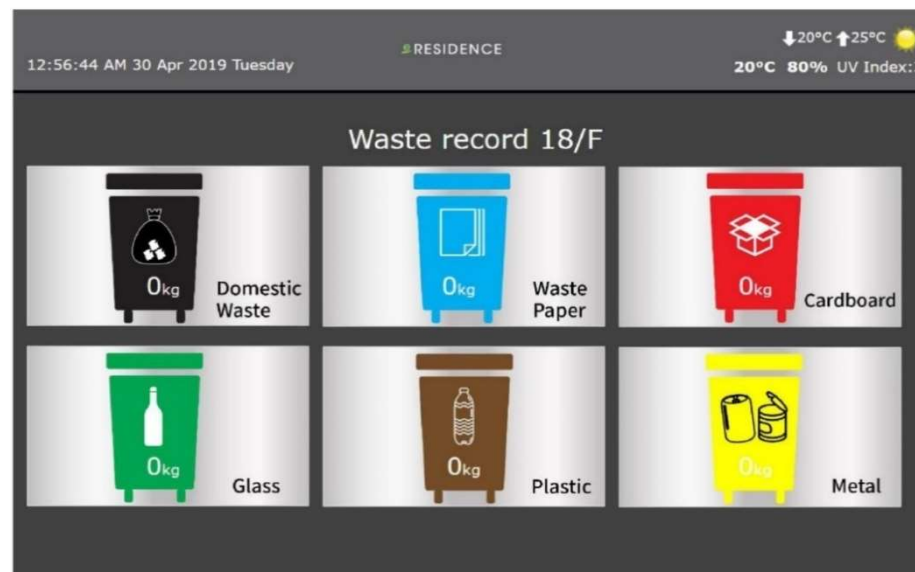 ⬇20°C ⬆25°C
RESIDENCE
12:56:44 AM 30 Apr 2019 Tuesday
20°C 80% UV Index:
Waste record 18/F
0kg
Domestic
Waste
0kg
Waste
Paper
0kg
Cardboard
0kg
Glass
0kg
Plastic
0kg
Metal